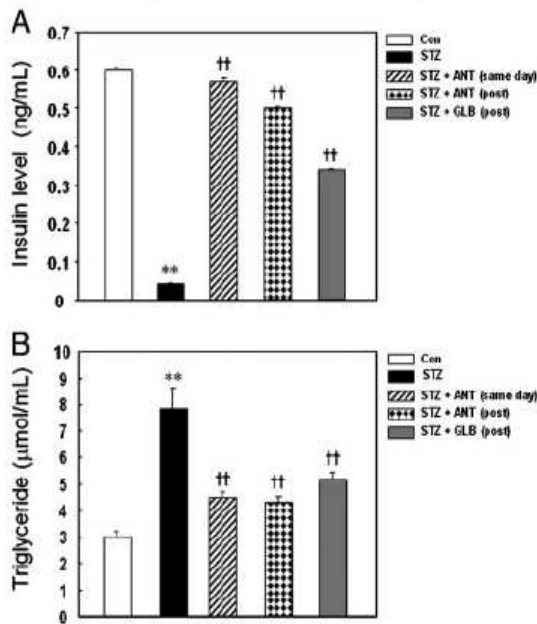 A
Insulin level (ng/mL)
0.7
0.6
0.5
0.4
0.3
0.2
0.1
0
**
††
††
††
Con
STZ
STZ + ANT (same day)
STZ + ANT (post)
STZ + GLB (post)
B
Triglyceride (μmol/mL)
10
9
8
7
6
5
4
3
2
1
0
**
††
††
††
Con
STZ
STZ + ANT (same day)
STZ + ANT (post)
STZ + GLB (post)